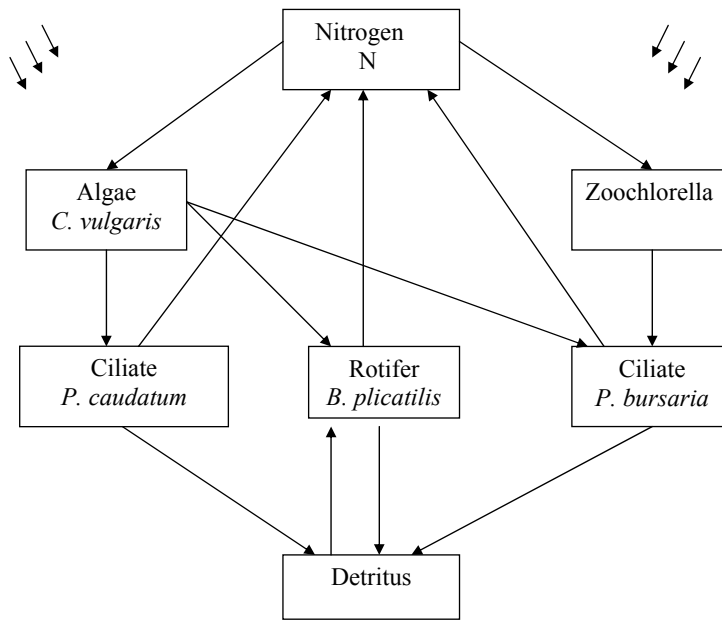 Nitrogen
N
Algae
C. vulgaris
Zoochlorella
Ciliate
P. caudatum
Rotifer
B. plicatilis
Ciliate
P. bursaria
Detritus